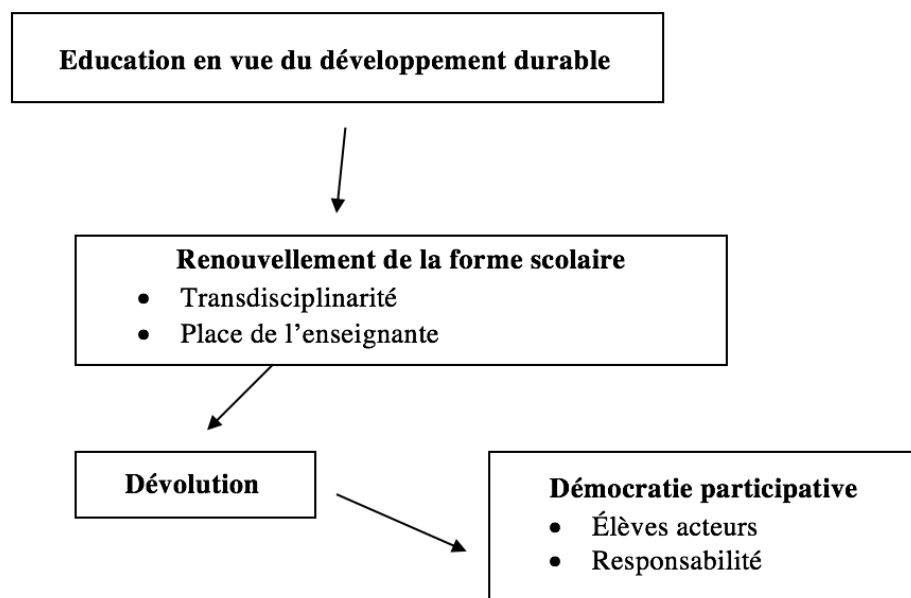 Education en vue du développement durable
Renouvellement de la forme scolaire
• Transdisciplinarité
• Place de l’enseignante
Dévolution
Démocratie participative
• Élèves acteurs
• Responsabilité